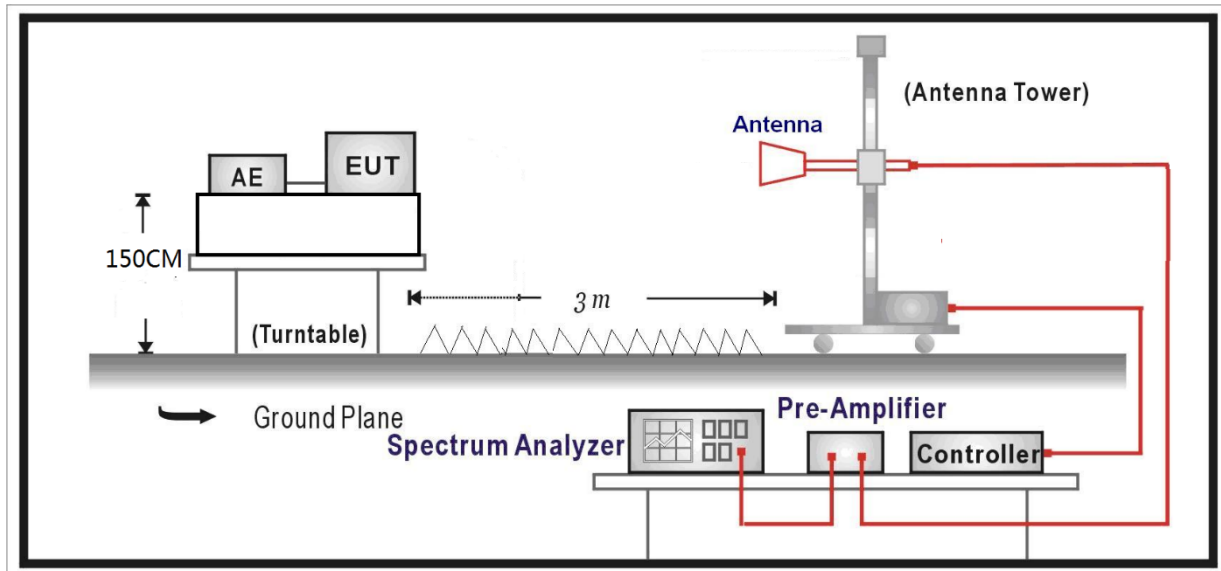 (Antenna Tower)
Antenna
AE
EUT
150CM
3 m
(Turntable)
Ground Plane
Spectrum Analyzer
Pre-Amplifier
Controller